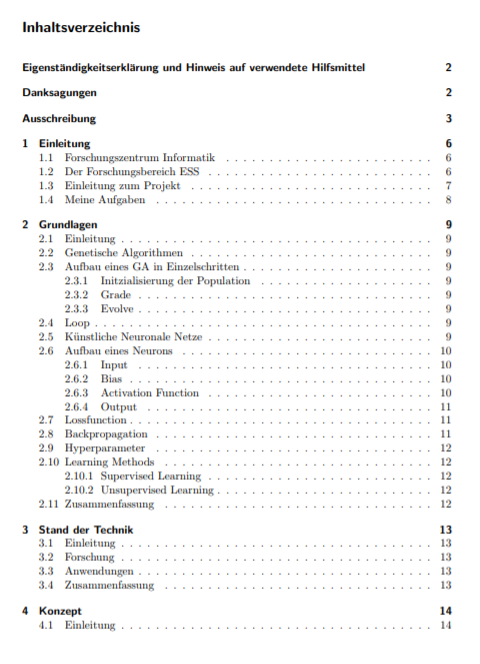 Inhaltsverzeichnis
Eigenständigkeitserklärung und Hinweis auf verwendete Hilfsmittel 2
Danksagungen 2
Ausschreibung 3
1 Einleitung 6
1.1 Forschungszentrum Informatik . . . . . . . . . . . . . . . . . . . . . . . . 6
1.2 Der Forschungsbereich ESS . . . . . . . . . . . . . . . . . . . . . . . . . . 6
1.3 Einleitung zum Projekt . . . . . . . . . . . . . . . . . . . . . . . . . . . . 7
1.4 Meine Aufgaben . . . . . . . . . . . . . . . . . . . . . . . . . . . . . . . . 8
2 Grundlagen 9
2.1 Einleitung . . . . . . . . . . . . . . . . . . . . . . . . . . . . . . . . . . . . 9
2.2 Genetische Algorithmen . . . . . . . . . . . . . . . . . . . . . . . . . . . . 9
2.3 Aufbau eines GA in Einzelschritten . . . . . . . . . . . . . . . . . . . . . . 9
2.3.1 Initzialisierung der Population . . . . . . . . . . . . . . . . . . . . 9
2.3.2 Grade . . . . . . . . . . . . . . . . . . . . . . . . . . . . . . . . . . 9
2.3.3 Evolve . . . . . . . . . . . . . . . . . . . . . . . . . . . . . . . . . . 9
2.4 Loop . . . . . . . . . . . . . . . . . . . . . . . . . . . . . . . . . . . . . . . 9
2.5 Künstliche Neuronale Netze . . . . . . . . . . . . . . . . . . . . . . . . . . 9
2.6 Aufbau eines Neurons . . . . . . . . . . . . . . . . . . . . . . . . . . . . . 10
2.6.1 Input . . . . . . . . . . . . . . . . . . . . . . . . . . . . . . . . . . 10
2.6.2 Bias . . . . . . . . . . . . . . . . . . . . . . . . . . . . . . . . . . . 10
2.6.3 Activation Function . . . . . . . . . . . . . . . . . . . . . . . . . . 10
2.6.4 Output . . . . . . . . . . . . . . . . . . . . . . . . . . . . . . . . . 11
2.7 Lossfunction . . . . . . . . . . . . . . . . . . . . . . . . . . . . . . . . . . . 11
2.8 Backpropagation . . . . . . . . . . . . . . . . . . . . . . . . . . . . . . . . 11
2.9 Hyperparameter . . . . . . . . . . . . . . . . . . . . . . . . . . . . . . . . 12
2.10 Learning Methods . . . . . . . . . . . . . . . . . . . . . . . . . . . . . . . 12
2.10.1 Supervised Learning . . . . . . . . . . . . . . . . . . . . . . . . . . 12
2.10.2 Unsupervised Learning . . . . . . . . . . . . . . . . . . . . . . . . . 12
2.11 Zusammenfassung . . . . . . . . . . . . . . . . . . . . . . . . . . . . . . . 12
3 Stand der Technik 13
3.1 Einleitung . . . . . . . . . . . . . . . . . . . . . . . . . . . . . . . . . . . . 13
3.2 Forschung . . . . . . . . . . . . . . . . . . . . . . . . . . . . . . . . . . . . 13
3.3 Anwendungen . . . . . . . . . . . . . . . . . . . . . . . . . . . . . . . . . . 13
3.4 Zusammenfassung . . . . . . . . . . . . . . . . . . . . . . . . . . . . . . . 13
4 Konzept 14
4.1 Einleitung . . . . . . . . . . . . . . . . . . . . . . . . . . . . . . . . . . . . 14